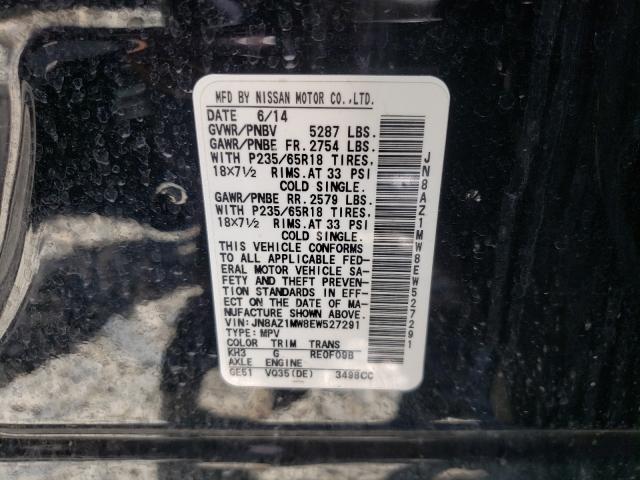 MFD BY NISSAN MOTOR CO.,LTD.
DATE 6/14
GVWR/PNBV 5287 LBS.
GAWR/PNBE FR. 2754 LBS.
WITH P235/65R18 TIRES,
18X7½ RIMS.AT 33 PSI
COLD SINGLE.
GAWR/PNBE RR. 2579 LBS.
WITH P235/65R18 TIRES,
18X7½ RIMS.AT 33 PSI
COLD SINGLE.
THIS VEHICLE CONFORMS
TO ALL APPLICABLE FED-
ERAL MOTOR VEHICLE SA-
FETY AND THEFT PREVEN-
TION STANDARDS IN EFF-
ECT ON THE DATE OF MA-
NUFACTURE SHOWN ABOVE.
VIN: JN8AZ1MW8EW527291
TYPE: MPV
COLOR TRIM TRANS
KH3 G RE0F09B
AXLE ENGINE
GE51 VQ35(DE) 3498CC
JN8AZ1MW8EW527291